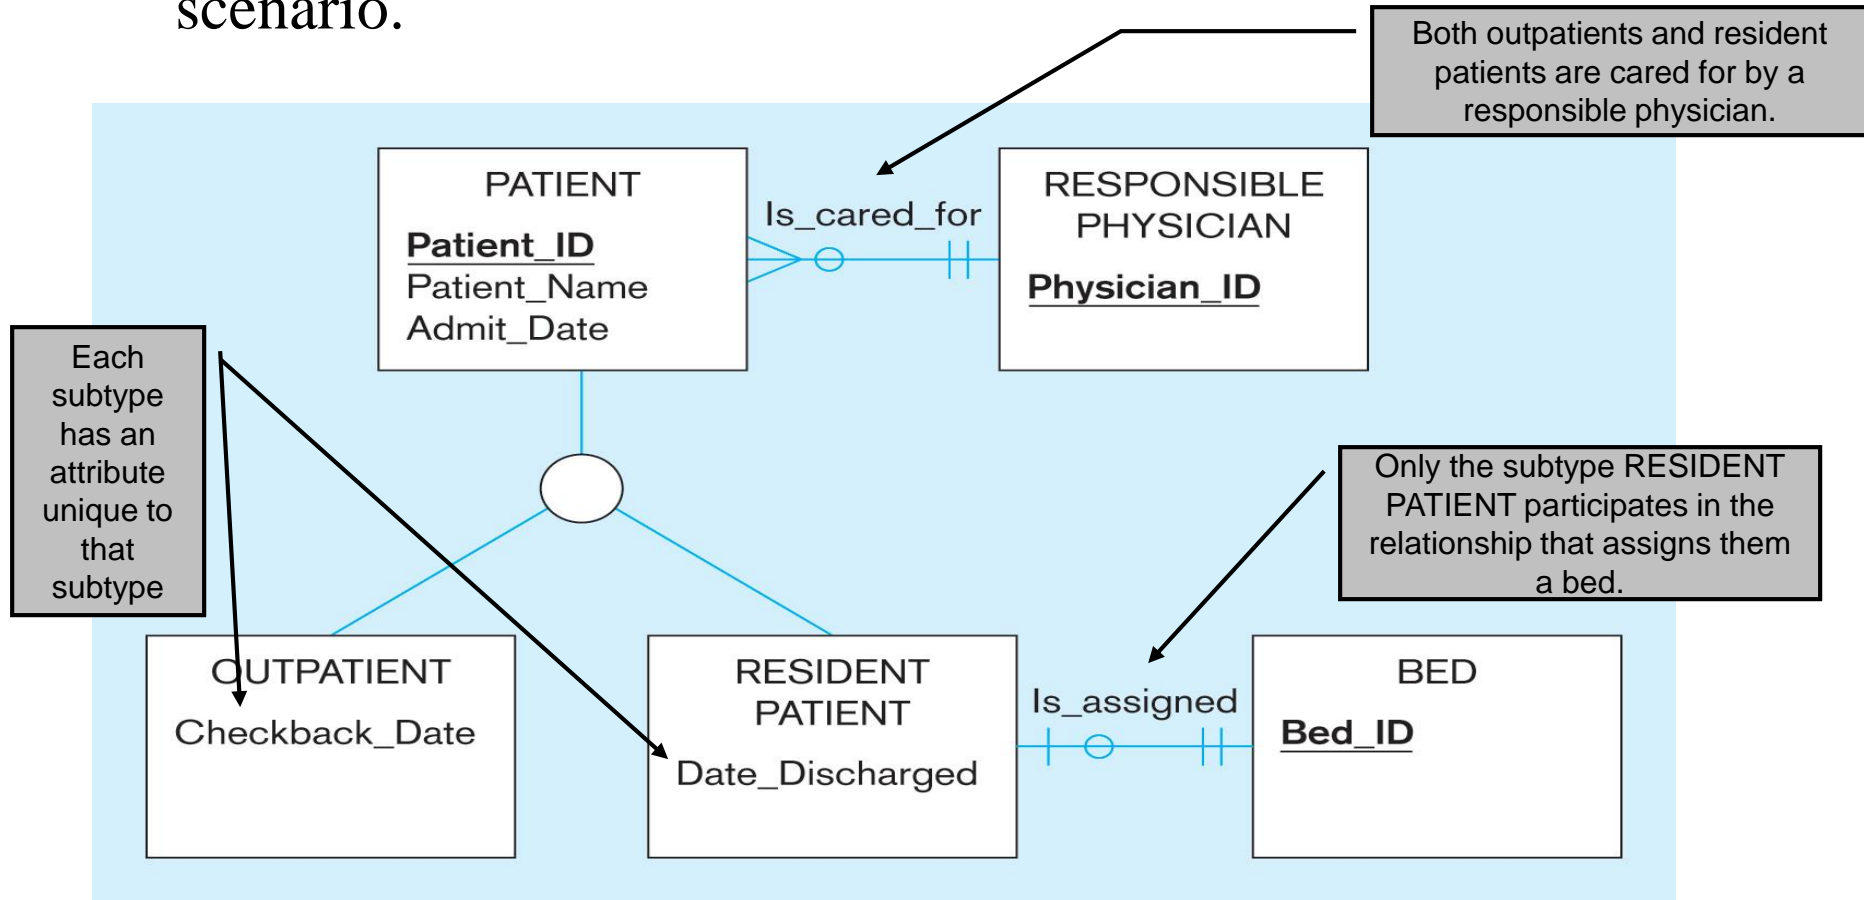 scenario.
Both outpatients and resident
patients are cared for by a
responsible physician.
PATIENT
Patient_ID
Patient_Name
Admit_Date
Is_cared_for
RESPONSIBLE
PHYSICIAN
Physician_ID
Each
subtype
has an
attribute
unique to
that
subtype
Only the subtype RESIDENT
PATIENT participates in the
relationship that assigns them
a bed.
OUTPATIENT
Checkback_Date
RESIDENT
PATIENT
Date_Discharged
Is_assigned
BED
Bed_ID